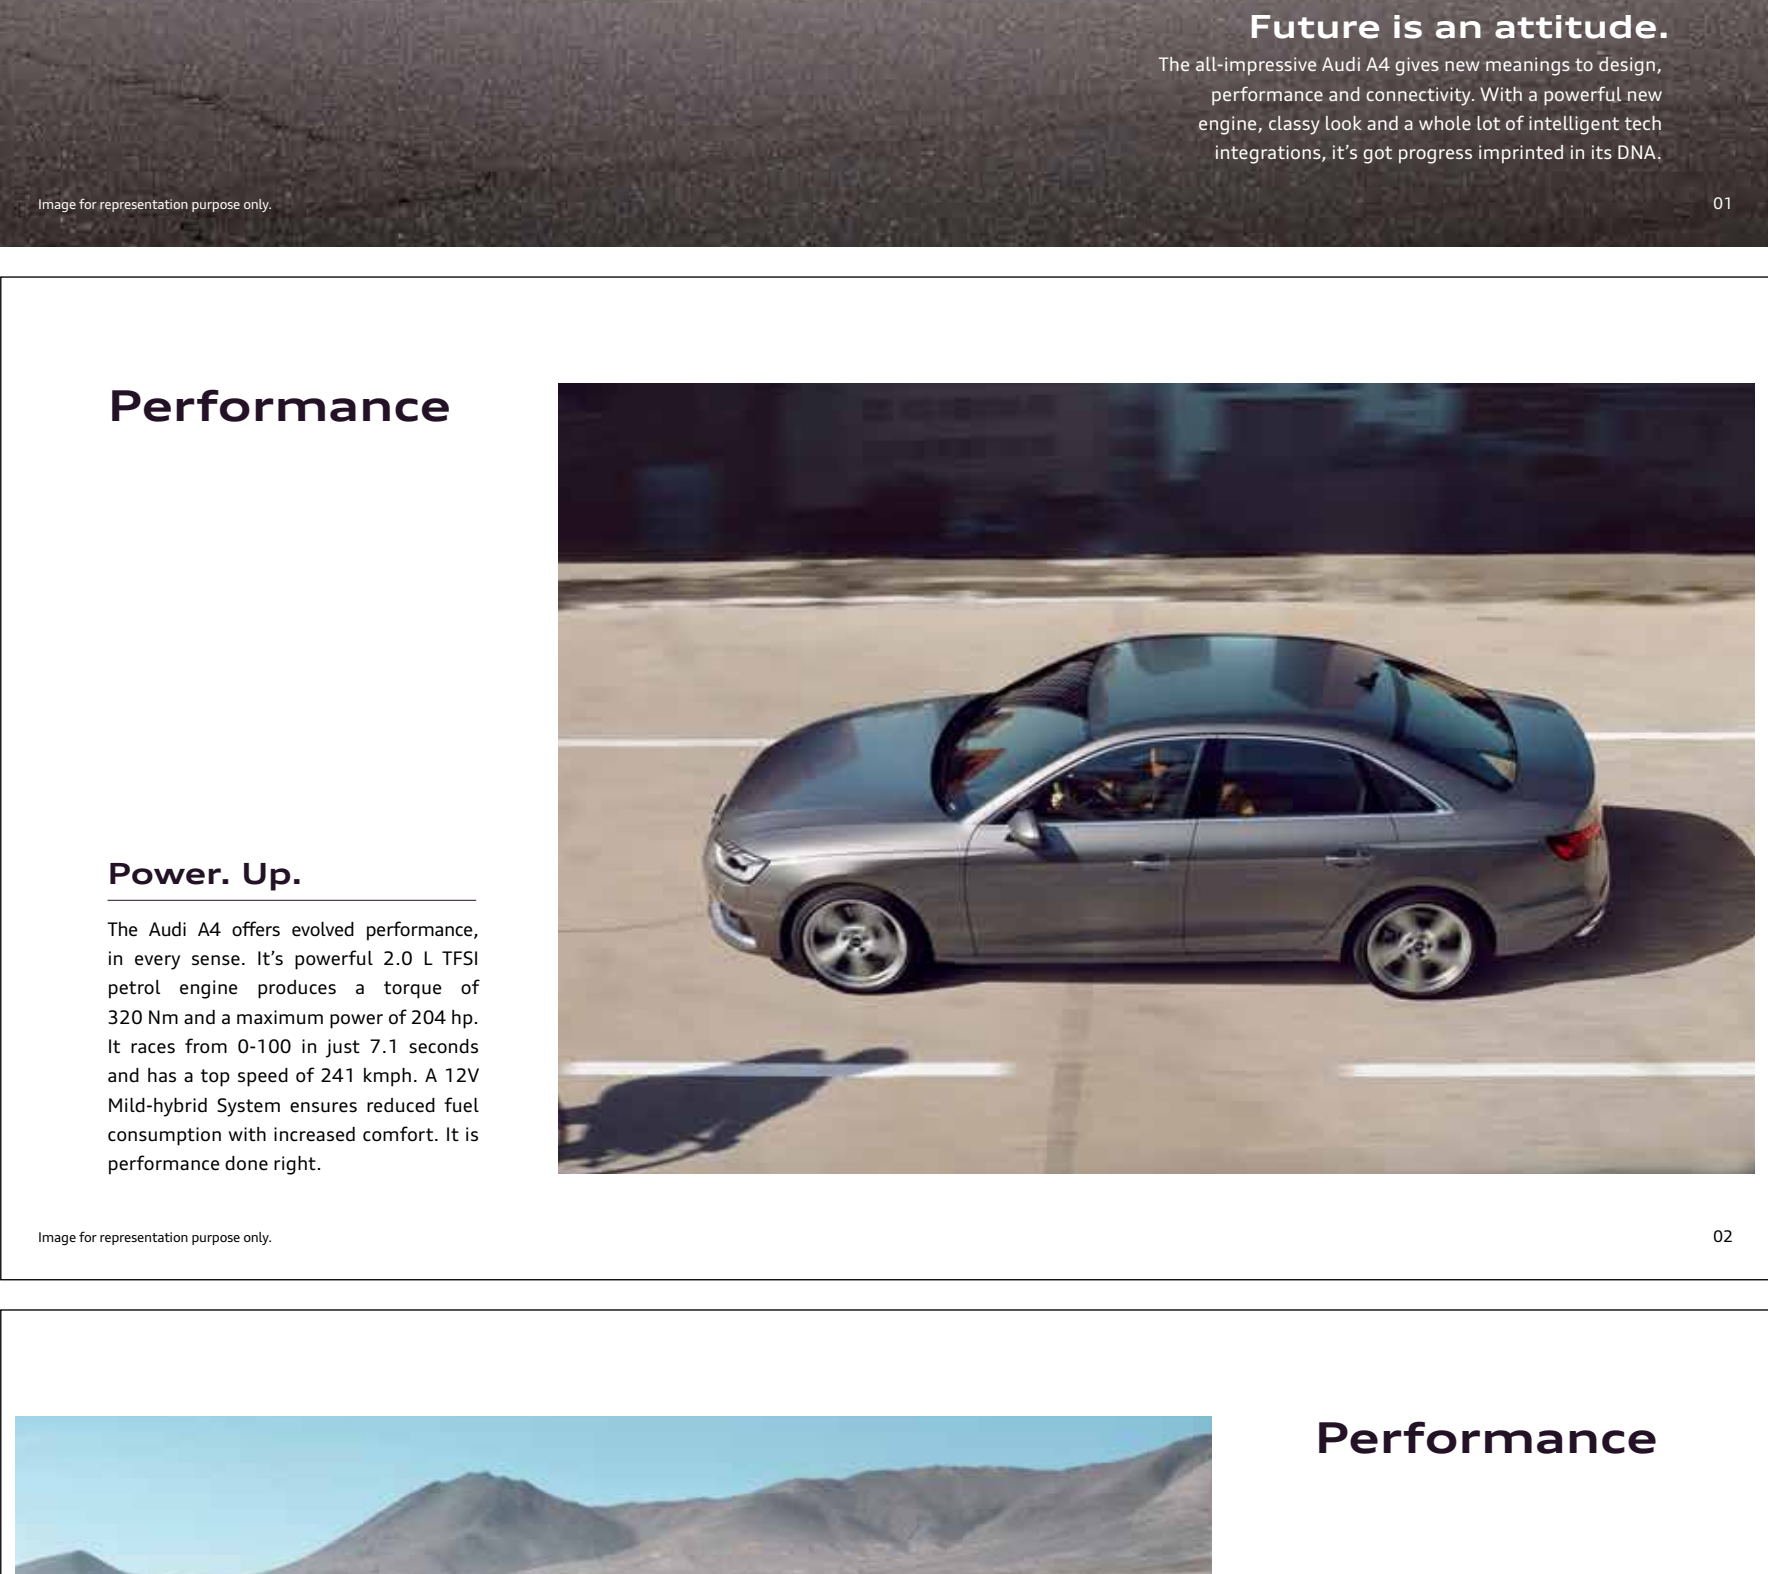 Future is an attitude.
The all-impressive Audi A4 gives new meanings to design,
performance and connectivity. With a powerful new
engine, classy look and a whole lot of intelligent tech
integrations, it's got progress imprinted in its DNA.
Image for representation purpose only.
01
Performance
Power. Up.
The Audi A4 offers evolved performance,
in every sense. It's powerful 2.0 L TFSI
petrol engine produces a torque of
320 Nm and a maximum power of 204 hp.
It races from 0-100 in just 7.1 seconds
and has a top speed of 241 kmph. A 12V
Mild-hybrid System ensures reduced fuel
consumption with increased comfort. It is
performance done right.
Image for representation purpose only.
02
Performance